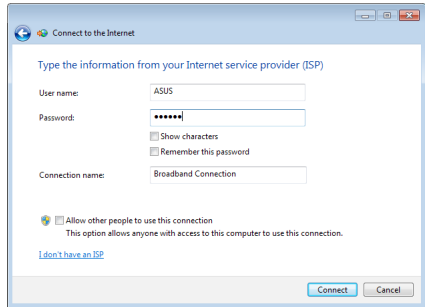 Connect to the Internet
Type the information from your Internet service provider (ISP)
User name: ASUS
Password: ••••••
Show characters
Remember this password
Connection name: Broadband Connection
Allow other people to use this connection
This option allows anyone with access to this computer to use this connection.
I don't have an ISP
Connect Cancel